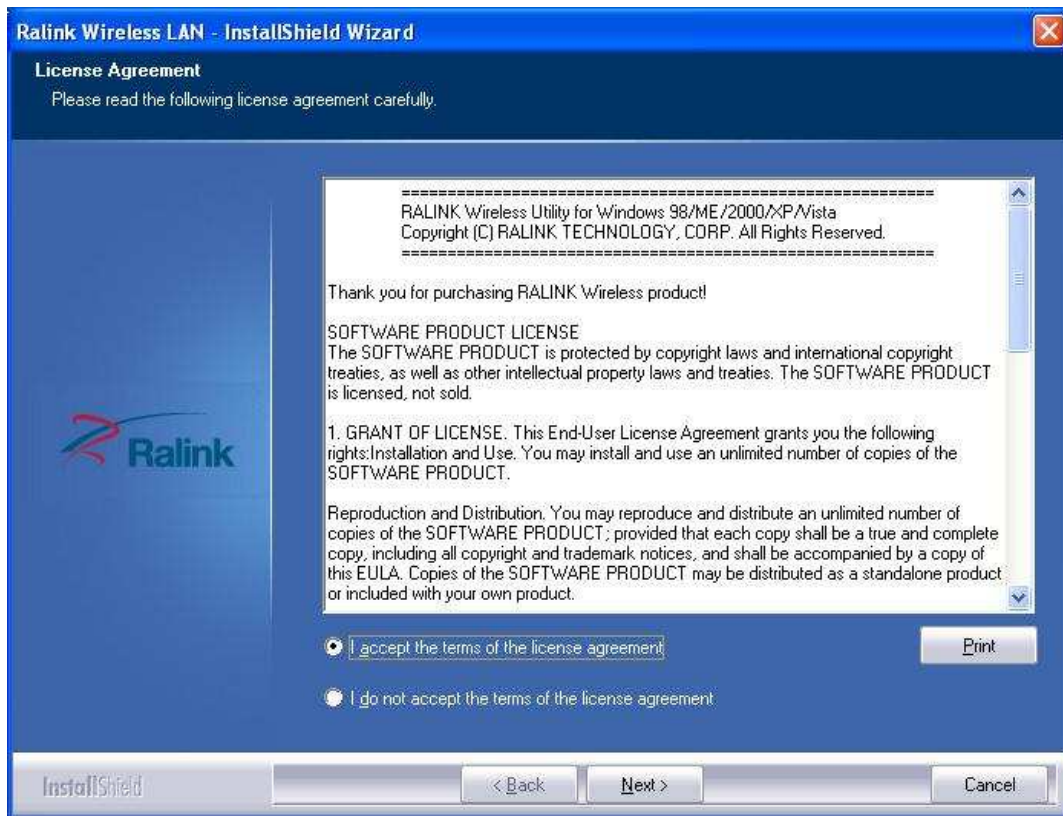 Ralink Wireless LAN - InstallShield Wizard
License Agreement
Please read the following license agreement carefully.
============================================================
RALINK Wireless Utility for Windows 98/ME/2000/XP/Vista
Copyright (C) RALINK TECHNOLOGY, CORP. All Rights Reserved.
============================================================
Thank you for purchasing RALINK Wireless product!
SOFTWARE PRODUCT LICENSE
The SOFTWARE PRODUCT is protected by copyright laws and international copyright
treaties, as well as other intellectual property laws and treaties. The SOFTWARE PRODUCT
is licensed, not sold.
1. GRANT OF LICENSE. This End-User License Agreement grants you the following
rights:Installation and Use. You may install and use an unlimited number of copies of the
SOFTWARE PRODUCT.
Reproduction and Distribution. You may reproduce and distribute an unlimited number of
copies of the SOFTWARE PRODUCT; provided that each copy shall be a true and complete
copy, including all copyright and trademark notices, and shall be accompanied by a copy of
this EULA. Copies of the SOFTWARE PRODUCT may be distributed as a standalone product
or included with your own product.
Ralink
I accept the terms of the license agreement
Print
I do not accept the terms of the license agreement
InstallShield
< Back
Next >
Cancel